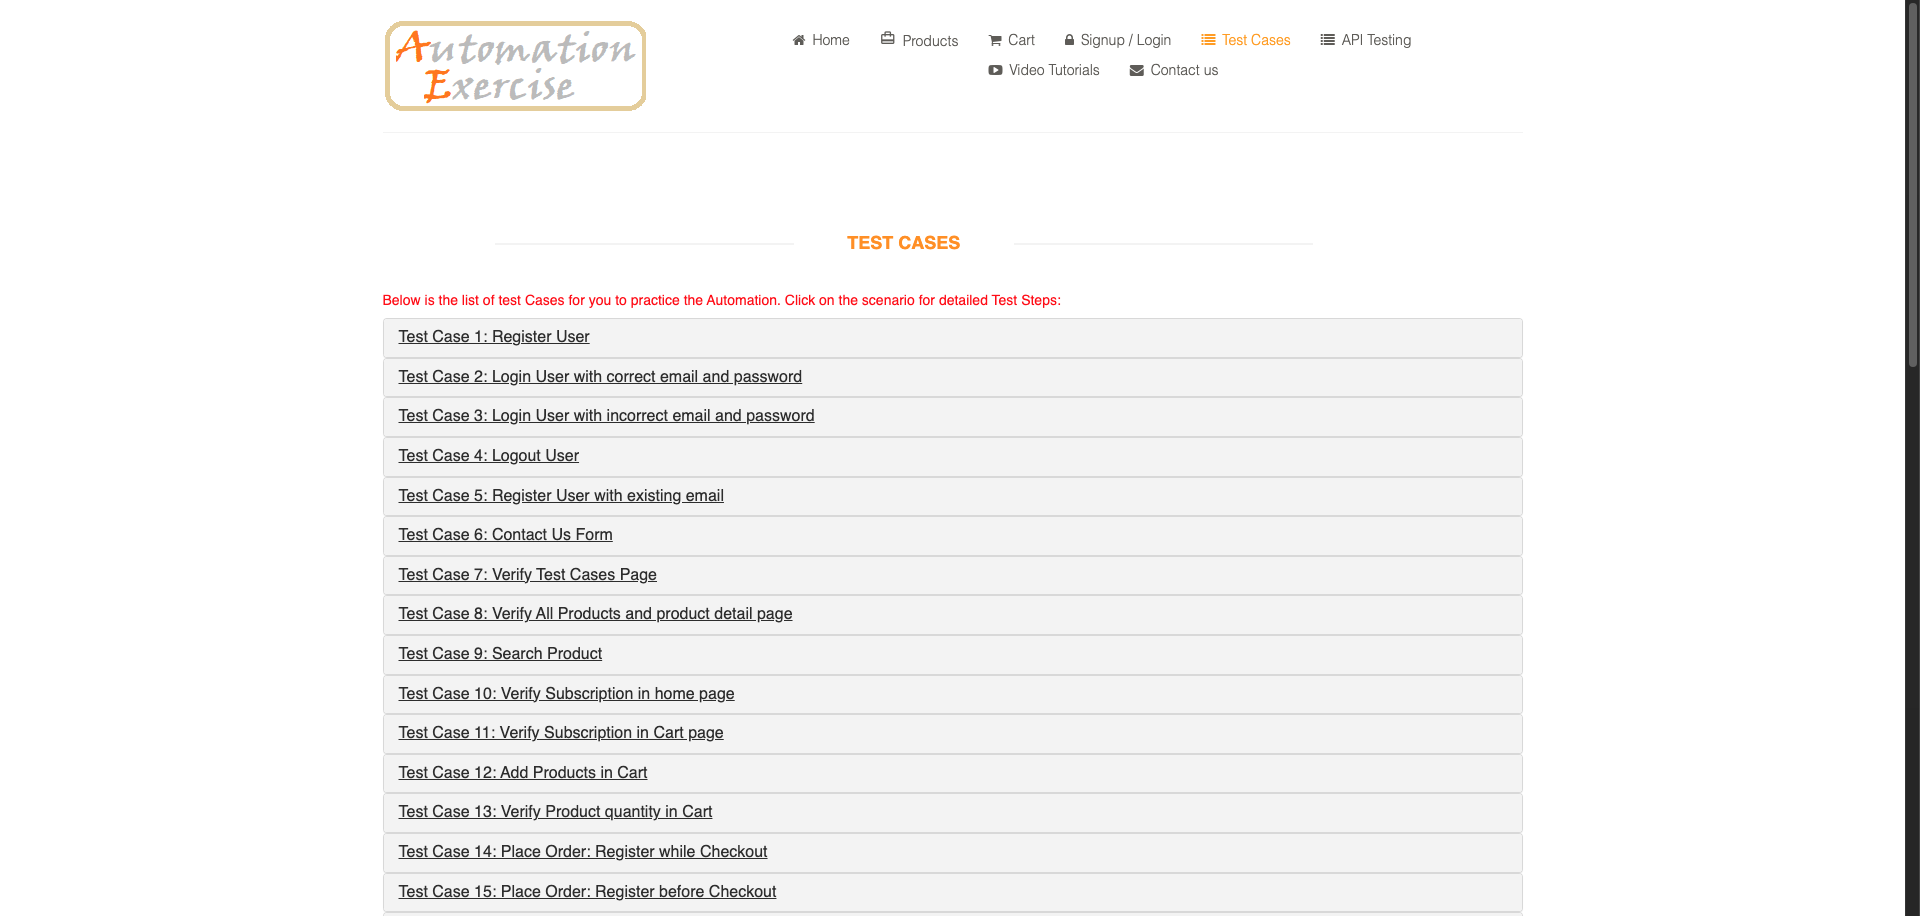 Automation
Exercise
Home Products Cart Signup / Login Test Cases API Testing
Video Tutorials Contact us
TEST CASES
Below is the list of test Cases for you to practice the Automation. Click on the scenario for detailed Test Steps:
Test Case 1: Register User
Test Case 2: Login User with correct email and password
Test Case 3: Login User with incorrect email and password
Test Case 4: Logout User
Test Case 5: Register User with existing email
Test Case 6: Contact Us Form
Test Case 7: Verify Test Cases Page
Test Case 8: Verify All Products and product detail page
Test Case 9: Search Product
Test Case 10: Verify Subscription in home page
Test Case 11: Verify Subscription in Cart page
Test Case 12: Add Products in Cart
Test Case 13: Verify Product quantity in Cart
Test Case 14: Place Order: Register while Checkout
Test Case 15: Place Order: Register before Checkout